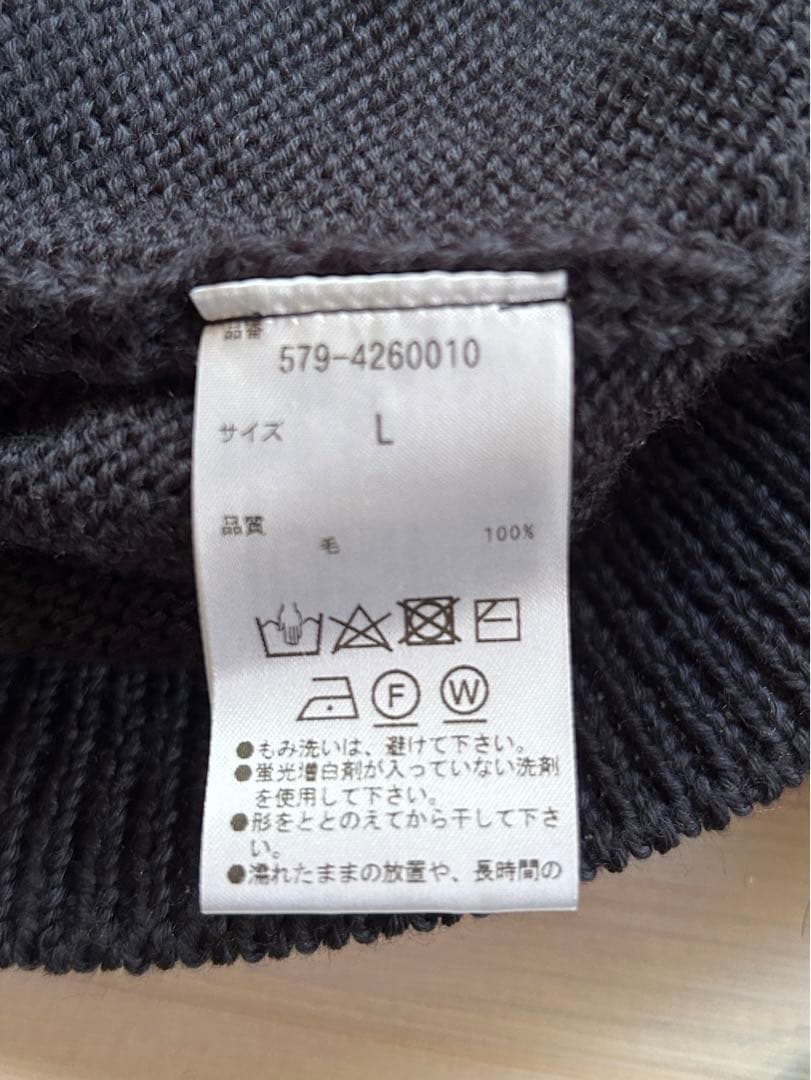 品番
579-4260010
サイズ L
品質
毛 100%
F W
●もみ洗いは、避けて下さい。
●蛍光増白剤が入っていない洗剤
を使用して下さい。
●形をととのえてから干して下さ
い。
●濡れたままの放置や、長時間の